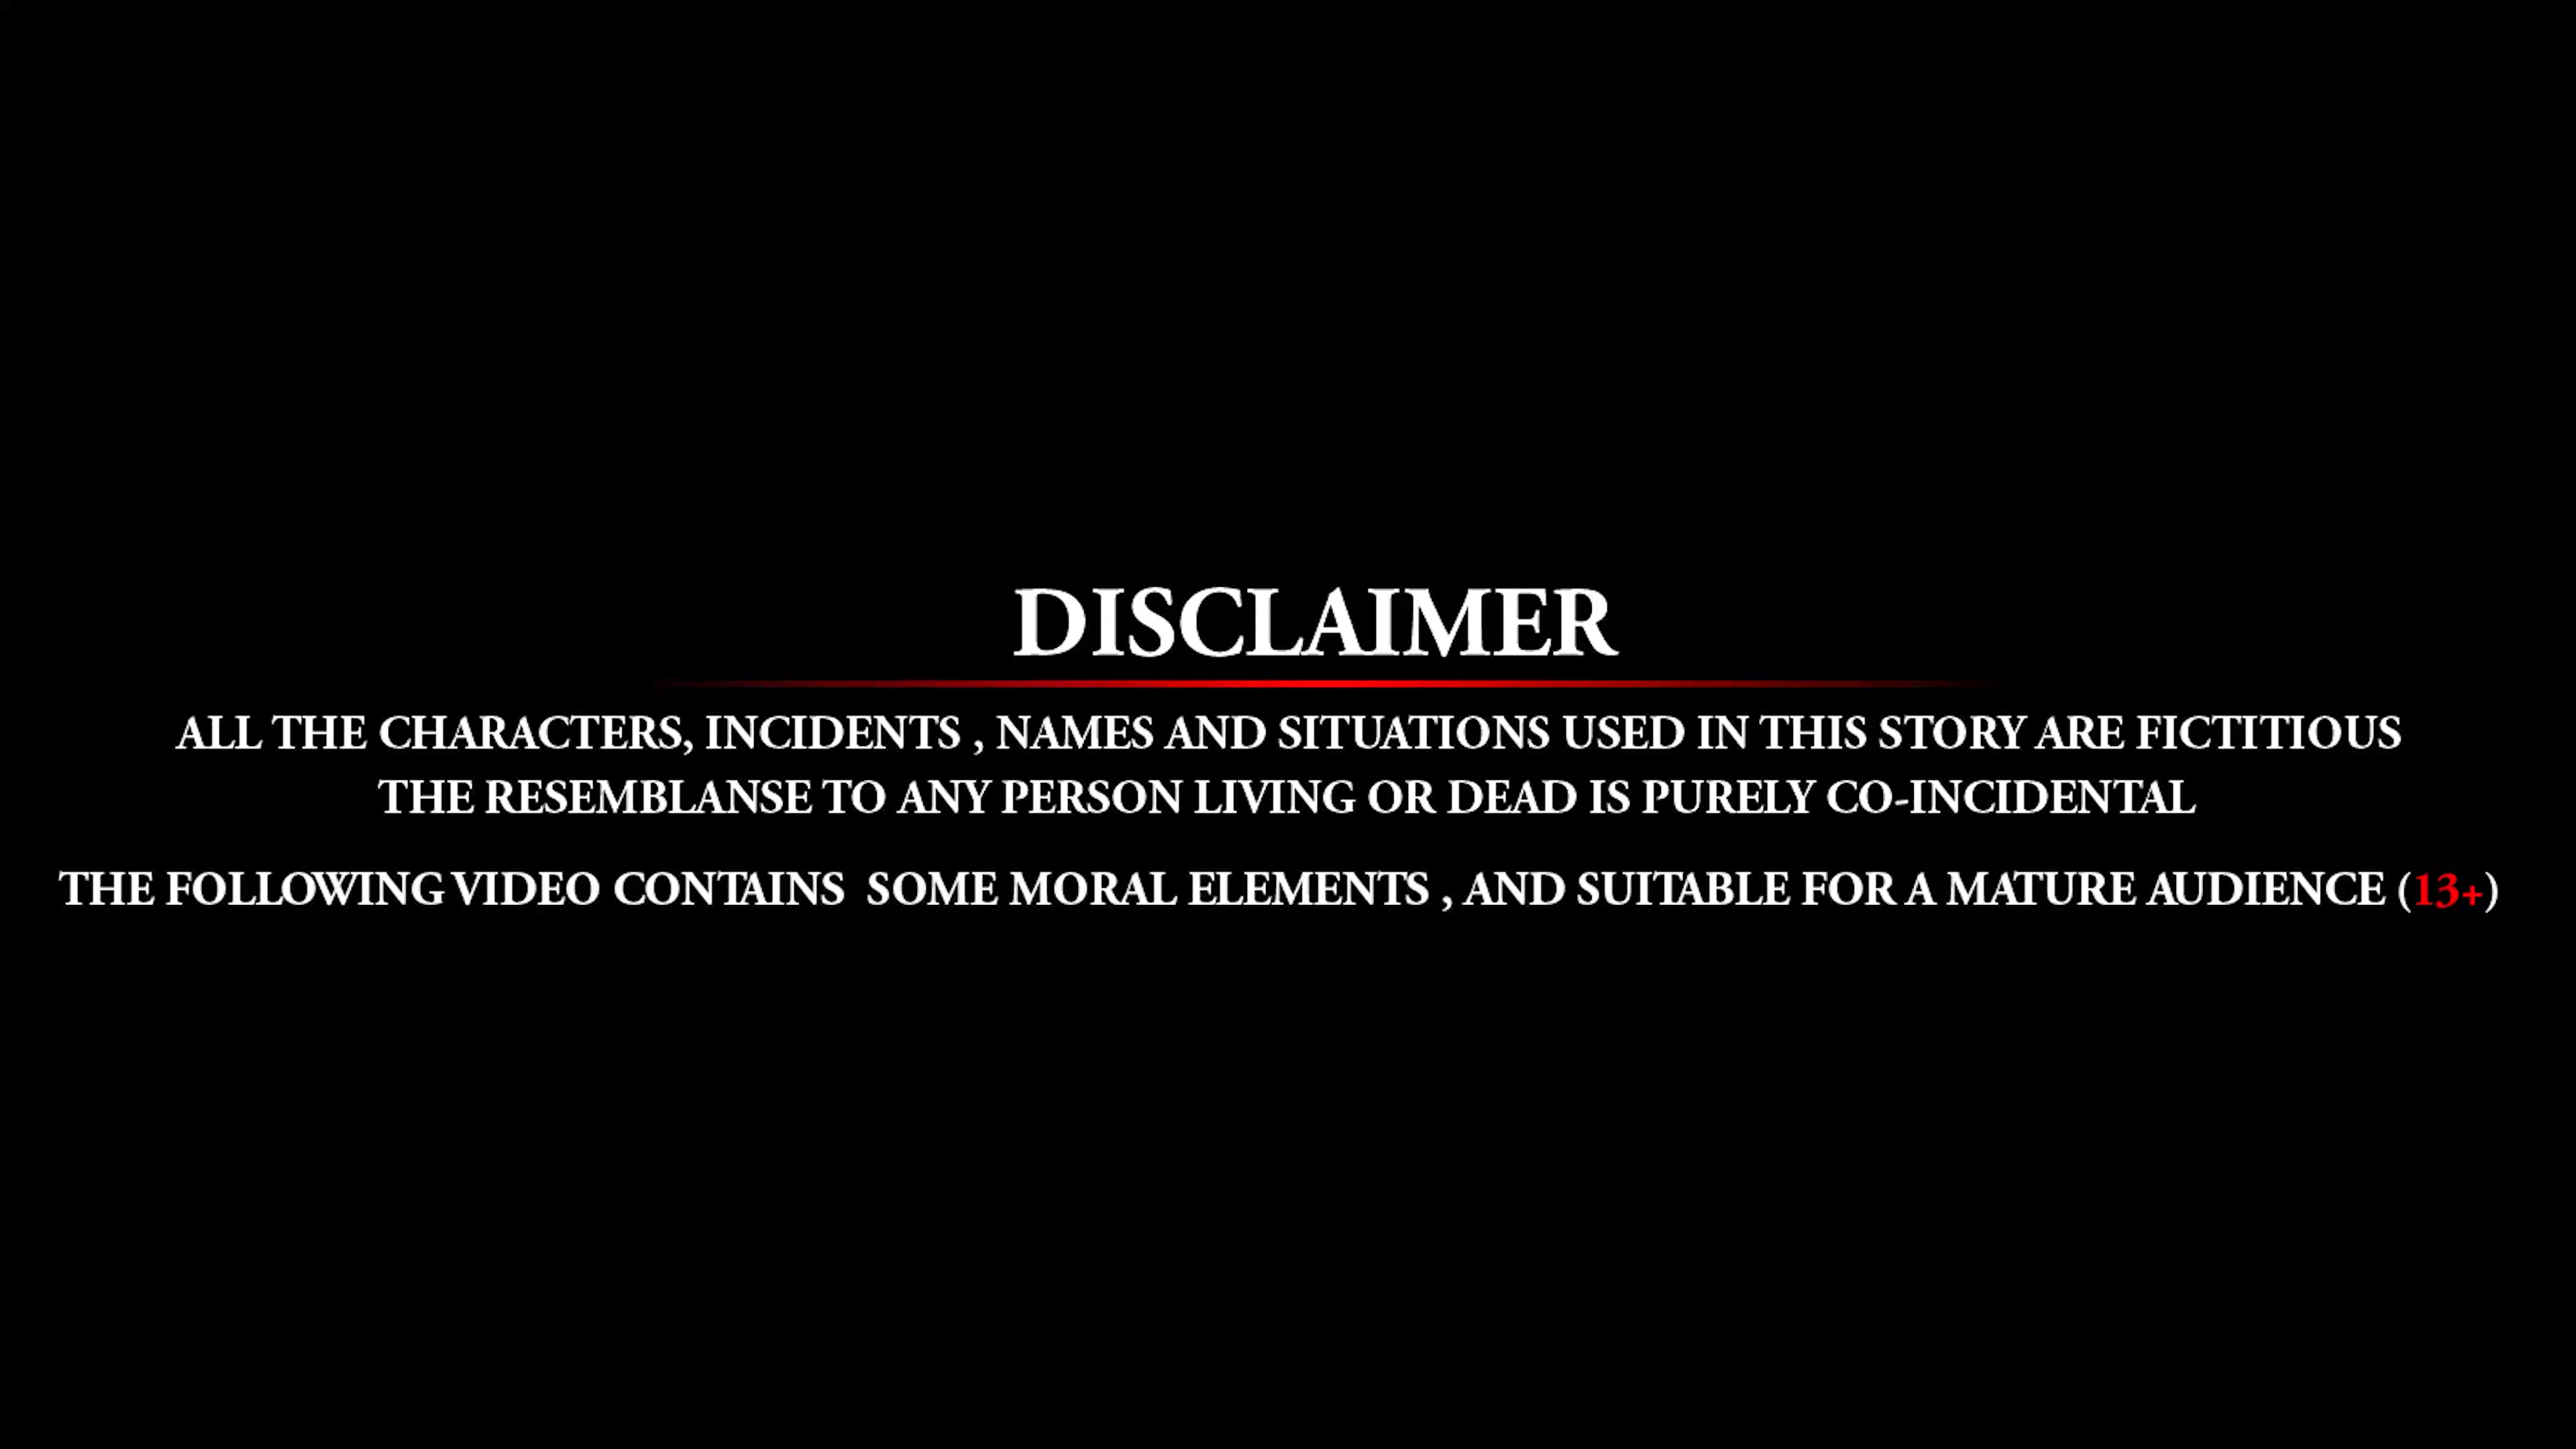 DISCLAIMER
ALL THE CHARACTERS, INCIDENTS , NAMES AND SITUATIONS USED IN THIS STORY ARE FICTITIOUS
THE RESEMBLANSE TO ANY PERSON LIVING OR DEAD IS PURELY CO-INCIDENTAL
THE FOLLOWING VIDEO CONTAINS  SOME MORAL ELEMENTS , AND SUITABLE FOR A MATURE AUDIENCE (13+)